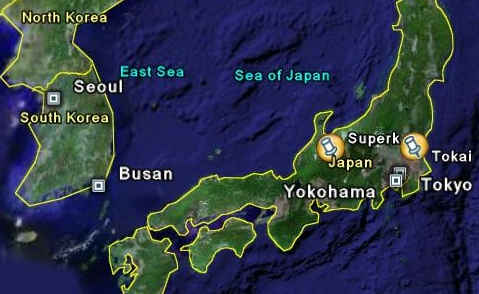 North Korea
East Sea
Sea of Japan
Seoul
South Korea
Superk
Tokai
Japan
Busan
Yokohama
Tokyo